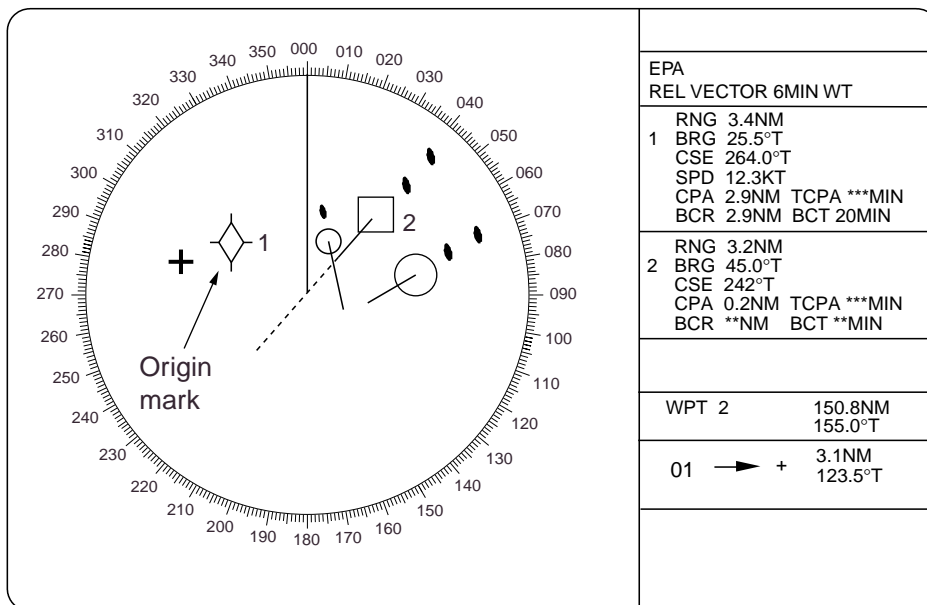 000
010
020
030
040
050
060
070
080
090
100
110
120
130
140
150
160
170
180
190
200
210
220
230
240
250
260
270
280
290
300
310
320
330
340
350
1
2
Origin
mark
EPA
REL VECTOR 6MIN WT
1
RNG 3.4NM
BRG 25.5°T
CSE 264.0°T
SPD 12.3KT
CPA 2.9NM TCPA ***MIN
BCR 2.9NM BCT 20MIN
2
RNG 3.2NM
BRG 45.0°T
CSE 242°T
CPA 0.2NM TCPA ***MIN
BCR **NM BCT **MIN
WPT 2 150.8NM
155.0°T
01 + 3.1NM
123.5°T